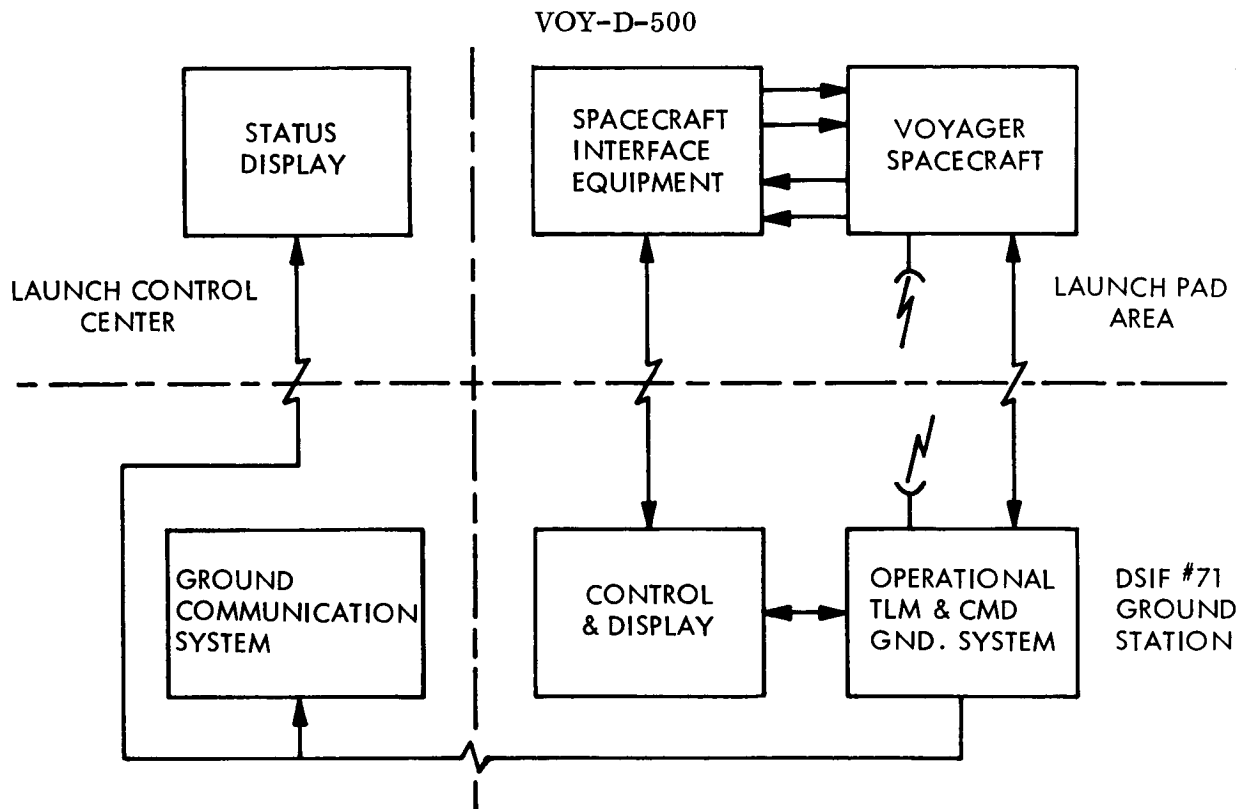 VOY-D-500
STATUS
DISPLAY
SPACECRAFT
INTERFACE
EQUIPMENT
VOYAGER
SPACECRAFT
LAUNCH CONTROL
CENTER
LAUNCH PAD
AREA
GROUND
COMMUNICATION
SYSTEM
CONTROL
& DISPLAY
OPERATIONAL
TLM & CMD
GND. SYSTEM
DSIF #71
GROUND
STATION